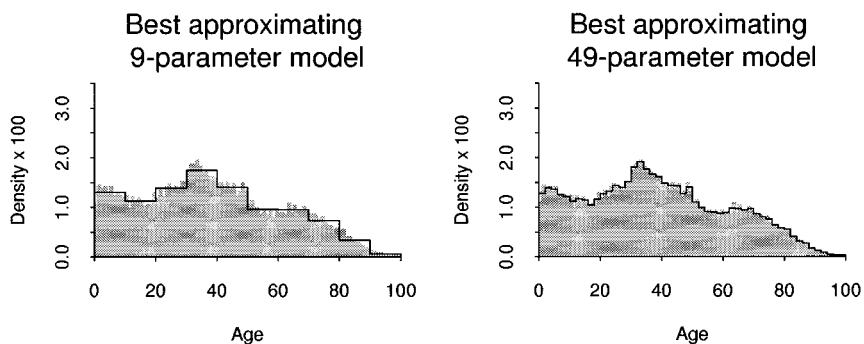 Best approximating
9-parameter model
Density x 100
3.0
2.0
1.0
0.0
0 20 40 60 80 100
Age
Best approximating
49-parameter model
Density x 100
3.0
2.0
1.0
0.0
0 20 40 60 80 100
Age